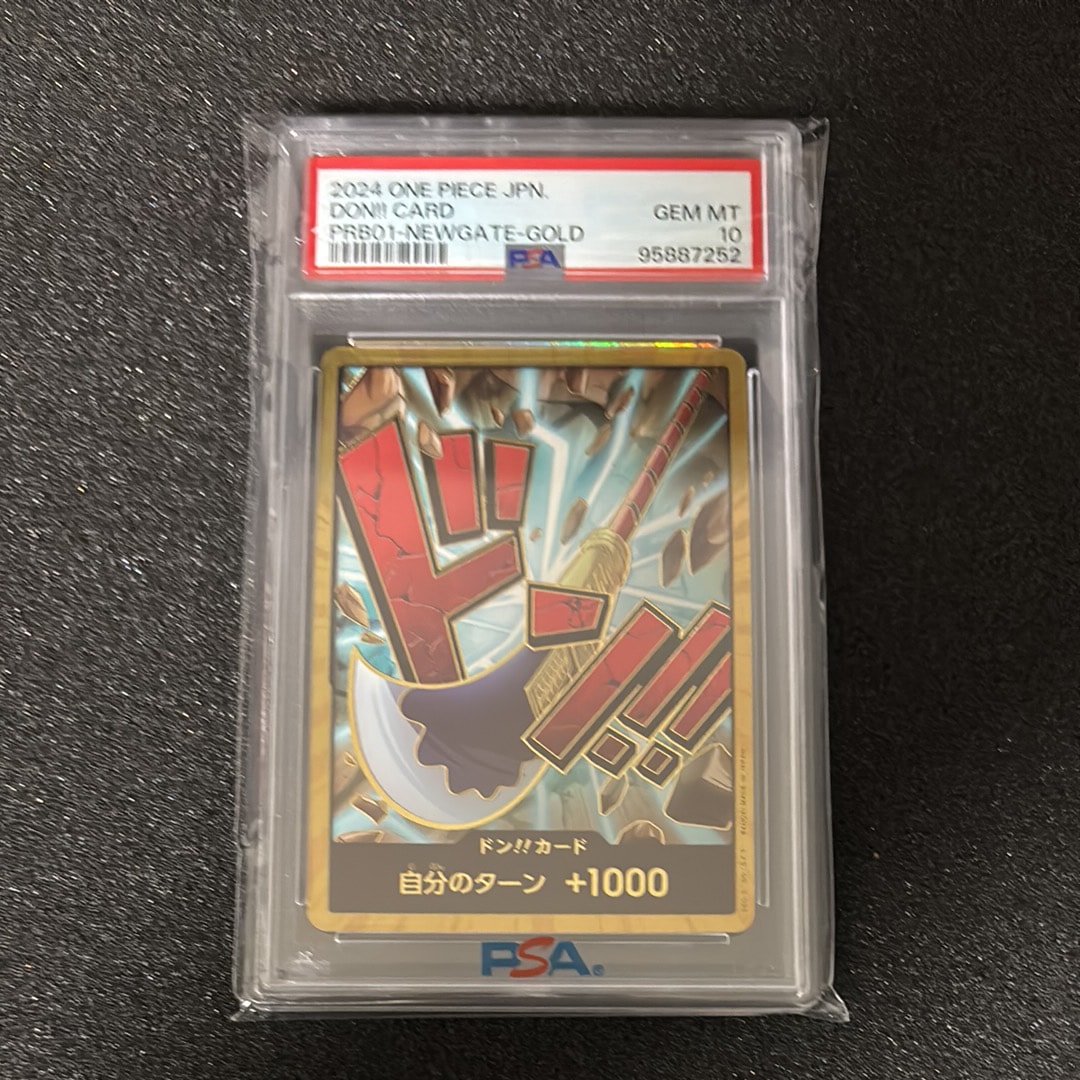 2024 ONE PIECE JPN.
DON!! CARD
GEM MT
PRB01-NEWGATE-GOLD
10
PSA
95887252
ドン!!
ドン!!カード
自分のターン +1000
PSA